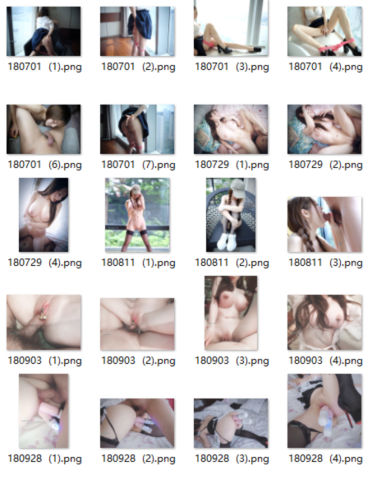 180701 (1).png
180701 (2).png
180701 (3).png
180701 (4).png
180701 (6).png
180701 (7).png
180729 (1).png
180729 (2).png
180729 (4).png
180811 (1).png
180811 (2).png
180811 (3).png
180903 (1).png
180903 (2).png
180903 (3).png
180903 (4).png
180928 (1).png
180928 (2).png
180928 (3).png
180928 (4).png